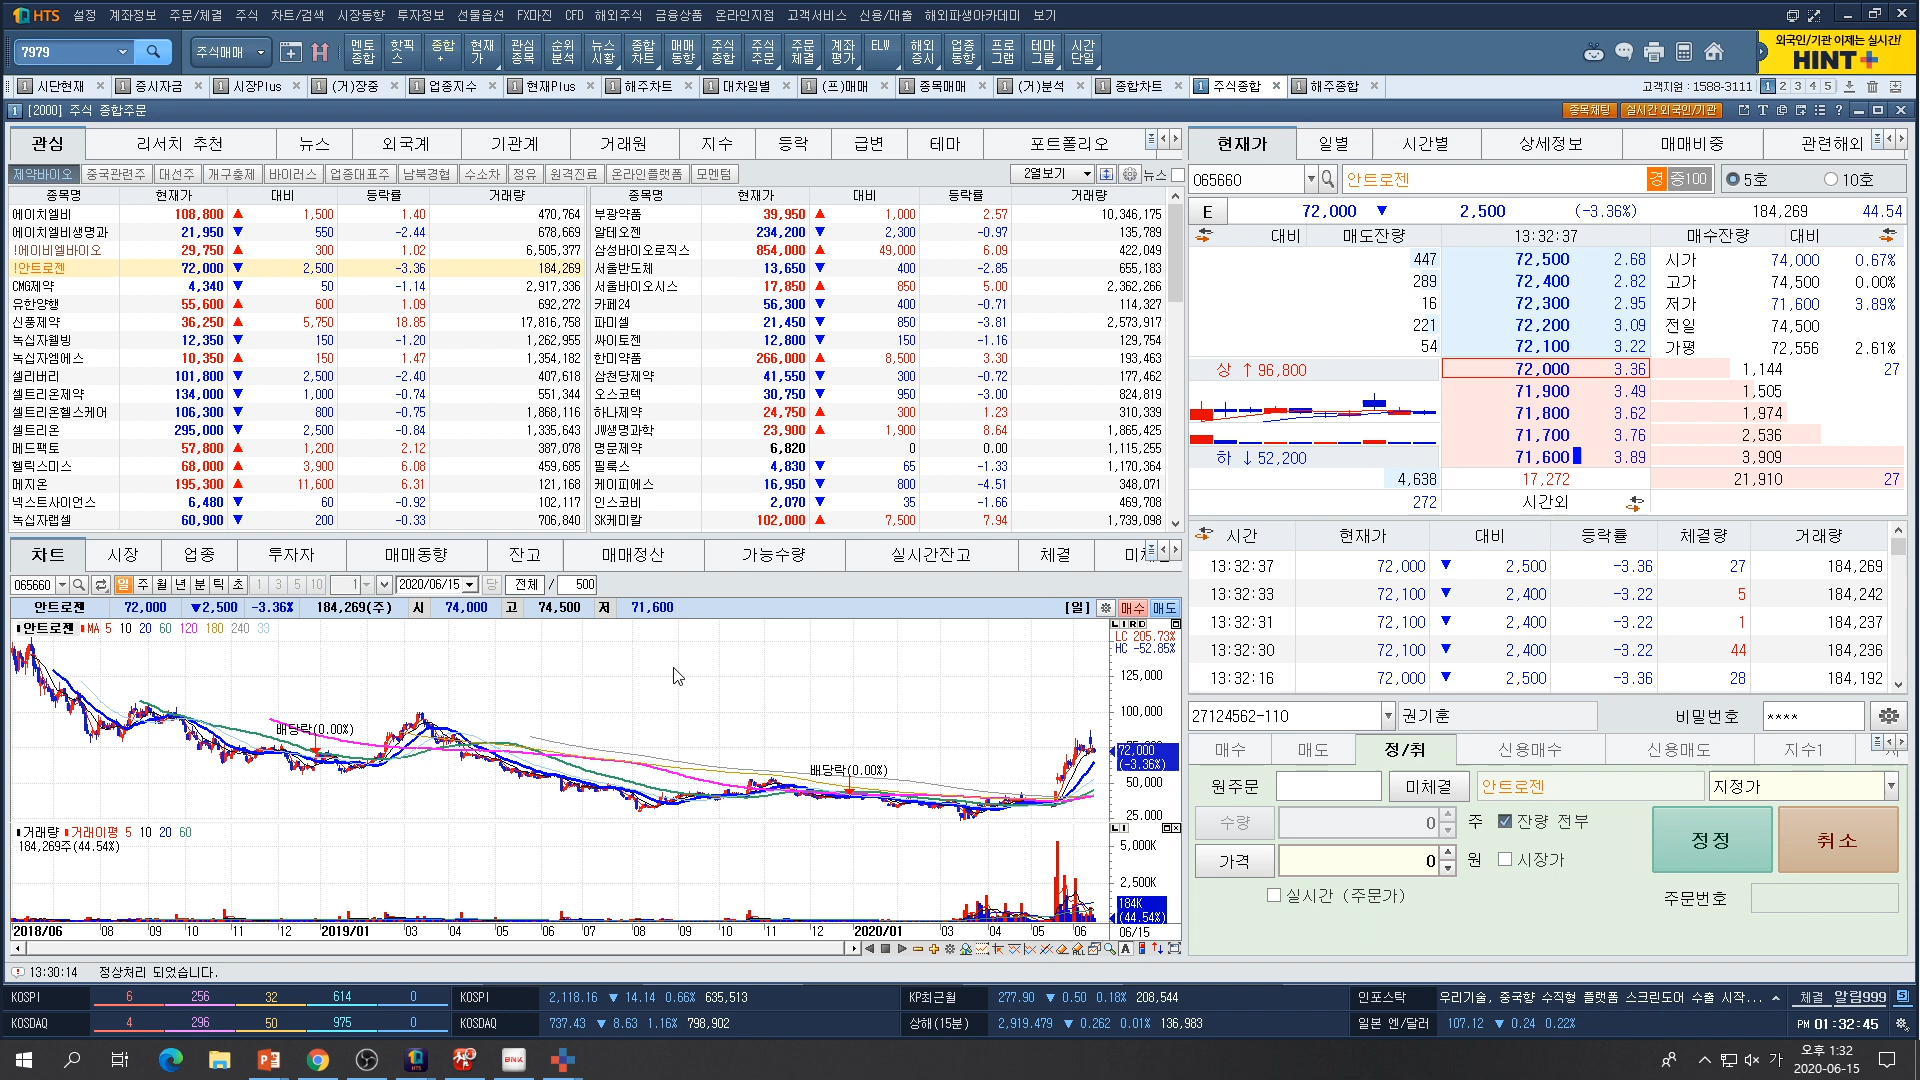 HTS 설정 계좌정보 주문/체결 주식 차트/검색 시장동향 투자정보 선물옵션 FX마진 CFD 해외주식 금융상품 온라인지점 고객서비스 신용/대출 해외파생아카데미 보기
7979 주식매매 멘토종합 핫픽스 종합+ 현재가 관심종목 순위분석 뉴스시황 종합차트 매매동향 주식종합 주식주문 주문체결 계좌평가 ELW 해외증시 업종동향 프로그램 테마그룹 시간단일
외국인/기관 이제는 실시간!
HINT+
1 시단현재 1 증시자금 1 시장Plus 1 (거)장중 1 업종지수 1 현재Plus 1 해주차트 1 대차일별 1 (프)매매 1 종목매매 1 (거)분석 1 종합차트 1 주식종합 1 해주종합 고객지원 : 1588-3111 1 2 3 4 5
1 [2000] 주식 종합주문 종목채팅 실시간 외국인/기관
관심 리서치 추천 뉴스 외국계 기관계 거래원 지수 등락 급변 테마 포트폴리오
제약바이오 중국관련주 대선주 개구충제 바이러스 업종대표주 남북경협 수소차 정유 원격진료 온라인플랫폼 모멘텀 2열보기 뉴스
종목명 현재가 대비 등락률 거래량 종목명 현재가 대비 등락률 거래량
에이치엘비 108,800 ▲ 1,500 1.40 470,764 부광약품 39,950 ▲ 1,000 2.57 10,346,175
에이치엘비생명과 21,950 ▼ 550 -2.44 678,669 알테오젠 234,200 ▼ 2,300 -0.97 135,789
!에이비엘바이오 29,750 ▲ 300 1.02 6,505,377 삼성바이오로직스 854,000 ▲ 49,000 6.09 422,049
!안트로젠 72,000 ▼ 2,500 -3.36 184,269 서울반도체 13,650 ▼ 400 -2.85 655,183
CMG제약 4,340 ▼ 50 -1.14 2,917,336 서울바이오시스 17,850 ▲ 850 5.00 2,362,266
유한양행 55,600 ▲ 600 1.09 692,272 카페24 56,300 ▼ 400 -0.71 114,327
신풍제약 36,250 ▲ 5,750 18.85 17,816,758 파미셀 21,450 ▼ 850 -3.81 2,573,917
녹십자웰빙 12,350 ▼ 150 -1.20 1,262,955 싸이토젠 12,800 ▼ 150 -1.16 129,754
녹십자엠에스 10,350 ▲ 150 1.47 1,354,182 한미약품 266,000 ▲ 8,500 3.30 193,463
셀리버리 101,800 ▼ 2,500 -2.40 407,618 삼천당제약 41,550 ▼ 300 -0.72 177,462
셀트리온제약 134,000 ▼ 1,000 -0.74 551,344 오스코텍 30,750 ▼ 950 -3.00 824,819
셀트리온헬스케어 106,300 ▼ 800 -0.75 1,868,116 하나제약 24,750 ▲ 300 1.23 310,339
셀트리온 295,000 ▼ 2,500 -0.84 1,335,643 JW생명과학 23,900 ▲ 1,900 8.64 1,865,425
메드팩토 57,800 ▲ 1,200 2.12 387,078 명문제약 6,820 0 0.00 1,115,255
헬릭스미스 68,000 ▲ 3,900 6.08 459,685 필룩스 4,830 ▼ 65 -1.33 1,170,364
메지온 195,300 ▲ 11,600 6.31 121,168 케이피에스 16,950 ▼ 800 -4.51 348,071
넥스트사이언스 6,480 ▼ 60 -0.92 102,117 인스코비 2,070 ▼ 35 -1.66 469,708
녹십자랩셀 60,900 ▼ 200 -0.33 706,840 SK케미칼 102,000 ▲ 7,500 7.94 1,739,098
차트 시장 업종 투자자 매매동향 잔고 매매정산 가능수량 실시간잔고 체결
065660 일 주 월 년 분 틱 초 1 3 5 10 1 2020/06/15 당 전체 / 500
안트로젠 72,000 ▼2,500 -3.36% 184,269(주) 시 74,000 고 74,500 저 71,600 [일] 매수 매도
안트로젠 MA 5 10 20 60 120 180 240 33
LC 205.73%
HC -52.85%
125,000
100,000
배당락(0.00%)
72,000
(-3.36%)
배당락(0.00%)
50,000
25,000
거래량 거래이평 5 10 20 60
184,269주(44.54%)
5,000K
2,500K
184K
(44.54%)
2018/06 08 09 10 11 12 2019/01 03 04 05 06 07 08 09 10 11 12 2020/01 03 04 05 06 06/15
13:30:14 정상처리 되었습니다.
현재가 일별 시간별 상세정보 매매비중 관련해외
065660 안트로젠 경 증100 5호 10호
E 72,000 ▼ 2,500 (-3.36%) 184,269 44.54
대비 매도잔량 13:32:37 매수잔량 대비
447 72,500 2.68 시가 74,000 0.67%
289 72,400 2.82 고가 74,500 0.00%
16 72,300 2.95 저가 71,600 3.89%
221 72,200 3.09 전일 74,500
54 72,100 3.22 가평 72,556 2.61%
상 ↑ 96,800 72,000 3.36 1,144 27
71,900 3.49 1,505
71,800 3.62 1,974
71,700 3.76 2,536
하 ↓ 52,200 71,600 3.89 3,909
4,638 17,272 21,910 27
272 시간외
시간 현재가 대비 등락률 체결량 거래량
13:32:37 72,000 ▼ 2,500 -3.36 27 184,269
13:32:33 72,100 ▼ 2,400 -3.22 5 184,242
13:32:31 72,100 ▼ 2,400 -3.22 1 184,237
13:32:30 72,100 ▼ 2,400 -3.22 44 184,236
13:32:16 72,000 ▼ 2,500 -3.36 28 184,192
27124562-110 권기훈 비밀번호 ****
매수 매도 정/취 신용매수 신용매도 지수1
원주문 미체결 안트로젠 지정가
수량 0 주 잔량 전부 정정 취소
가격 0 원 시장가
실시간 (주문가) 주문번호
KOSPI 6 256 32 614 0 KOSPI 2,118.16 ▼ 14.14 0.66% 635,513 KP최근월 277.90 ▼ 0.50 0.18% 208,544 인포스탁 우리기술, 중국향 수직형 플랫폼 스크린도어 수출 시작... 체결 알림999
KOSDAQ 4 296 50 975 0 KOSDAQ 737.43 ▼ 8.63 1.16% 798,902 상해(15분) 2,919.479 ▼ 0.262 0.01% 136,983 일본 엔/달러 107.12 ▼ 0.24 0.22% PM 01:32:45
BNK 가 오후 1:32
2020-06-15